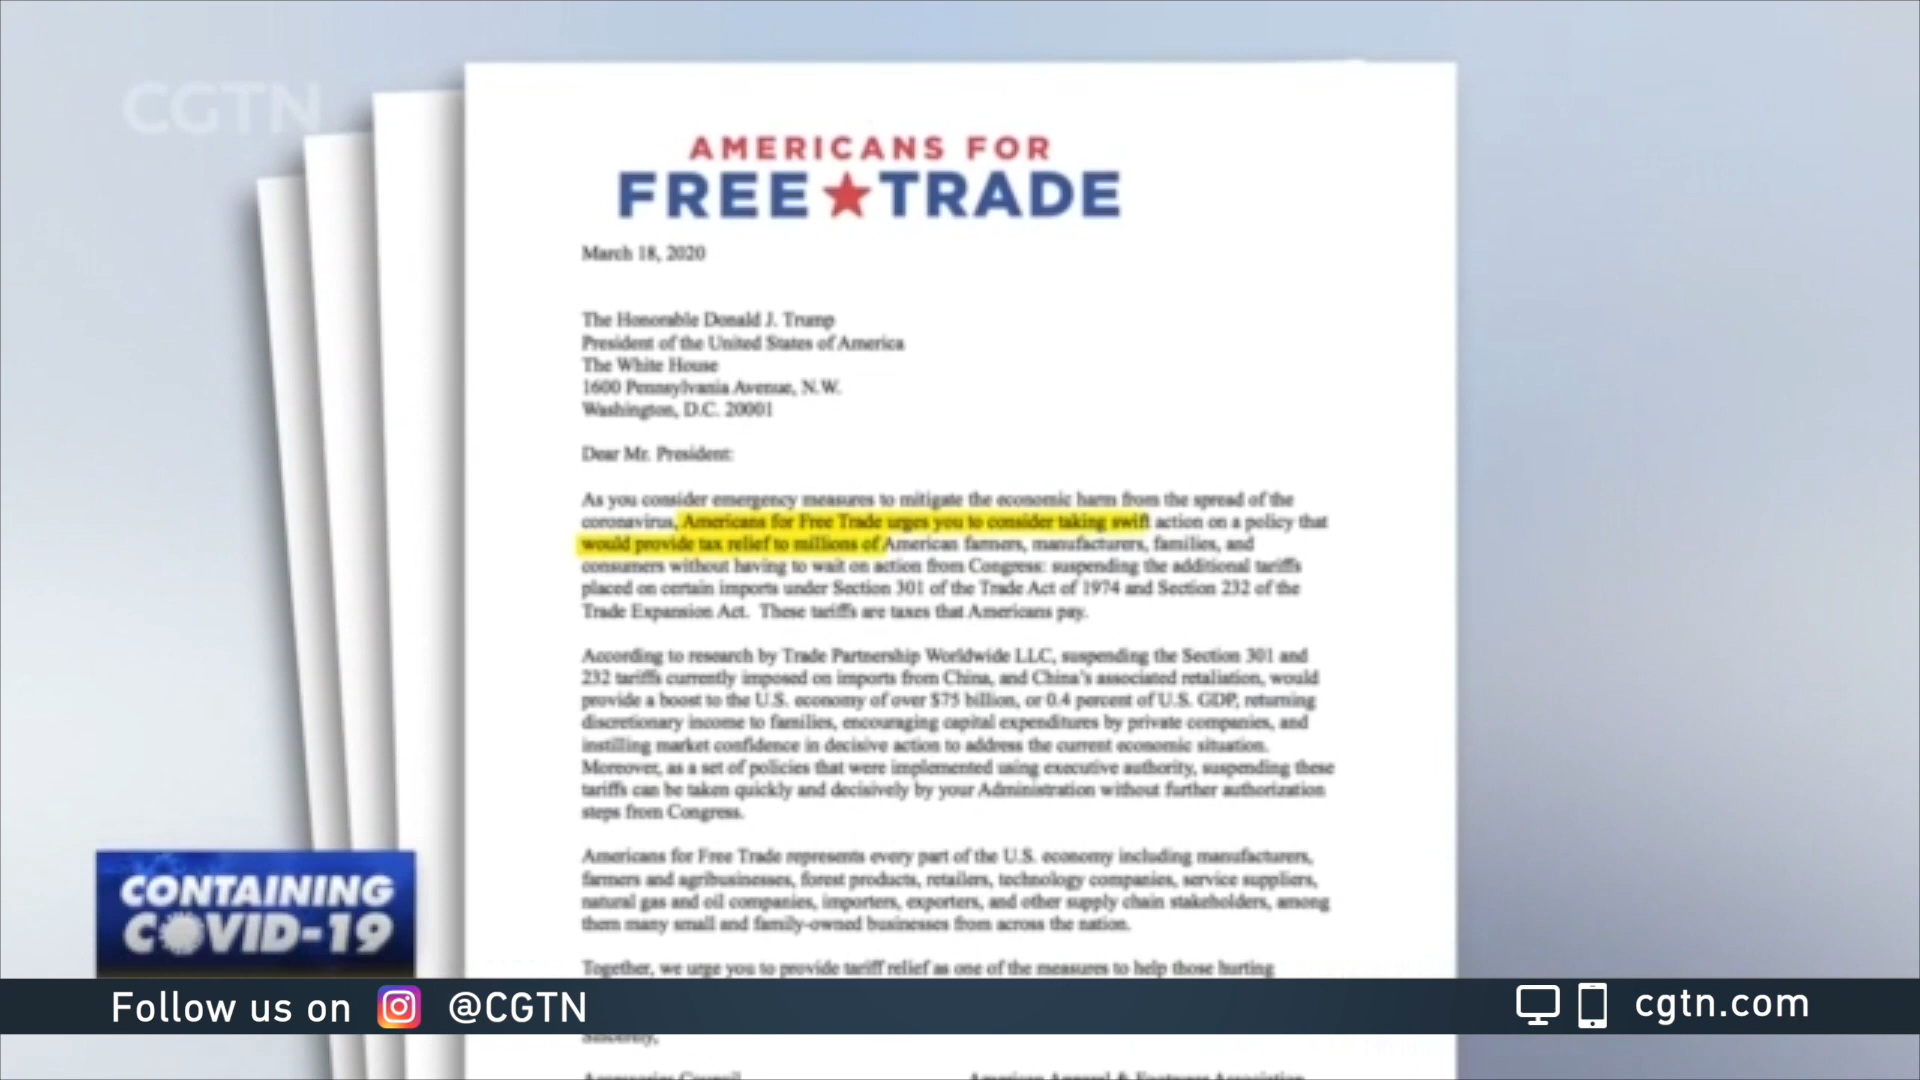 CGTN
AMERICANS FOR
FREE★TRADE
March 18, 2020
The Honorable Donald J. Trump
President of the United States of America
The White House
1600 Pennsylvania Avenue, N.W.
Washington, D.C. 20001
Dear Mr. President:
As you consider emergency measures to mitigate the economic harm from the spread of the
coronavirus, Americans for Free Trade urges you to consider taking swift action on a policy that
would provide tax relief to millions of American farmers, manufacturers, families, and
consumers without having to wait on action from Congress: suspending the additional tariffs
placed on certain imports under Section 301 of the Trade Act of 1974 and Section 232 of the
Trade Expansion Act. These tariffs are taxes that Americans pay.
According to research by Trade Partnership Worldwide LLC, suspending the Section 301 and
232 tariffs currently imposed on imports from China, and China's associated retaliation, would
provide a boost to the U.S. economy of over $75 billion, or 0.4 percent of U.S. GDP, returning
discretionary income to families, encouraging capital expenditures by private companies, and
instilling market confidence in decisive action to address the current economic situation.
Moreover, as a set of policies that were implemented using executive authority, suspending these
tariffs can be taken quickly and decisively by your Administration without further authorization
steps from Congress.
Americans for Free Trade represents every part of the U.S. economy including manufacturers,
farmers and agribusinesses, forest products, retailers, technology companies, service suppliers,
natural gas and oil companies, importers, exporters, and other supply chain stakeholders, among
them many small and family-owned businesses from across the nation.
Together, we urge you to provide tariff relief as one of the measures to help those hurting
Sincerely,
CONTAINING
COVID-19
Follow us on @CGTN
cgtn.com